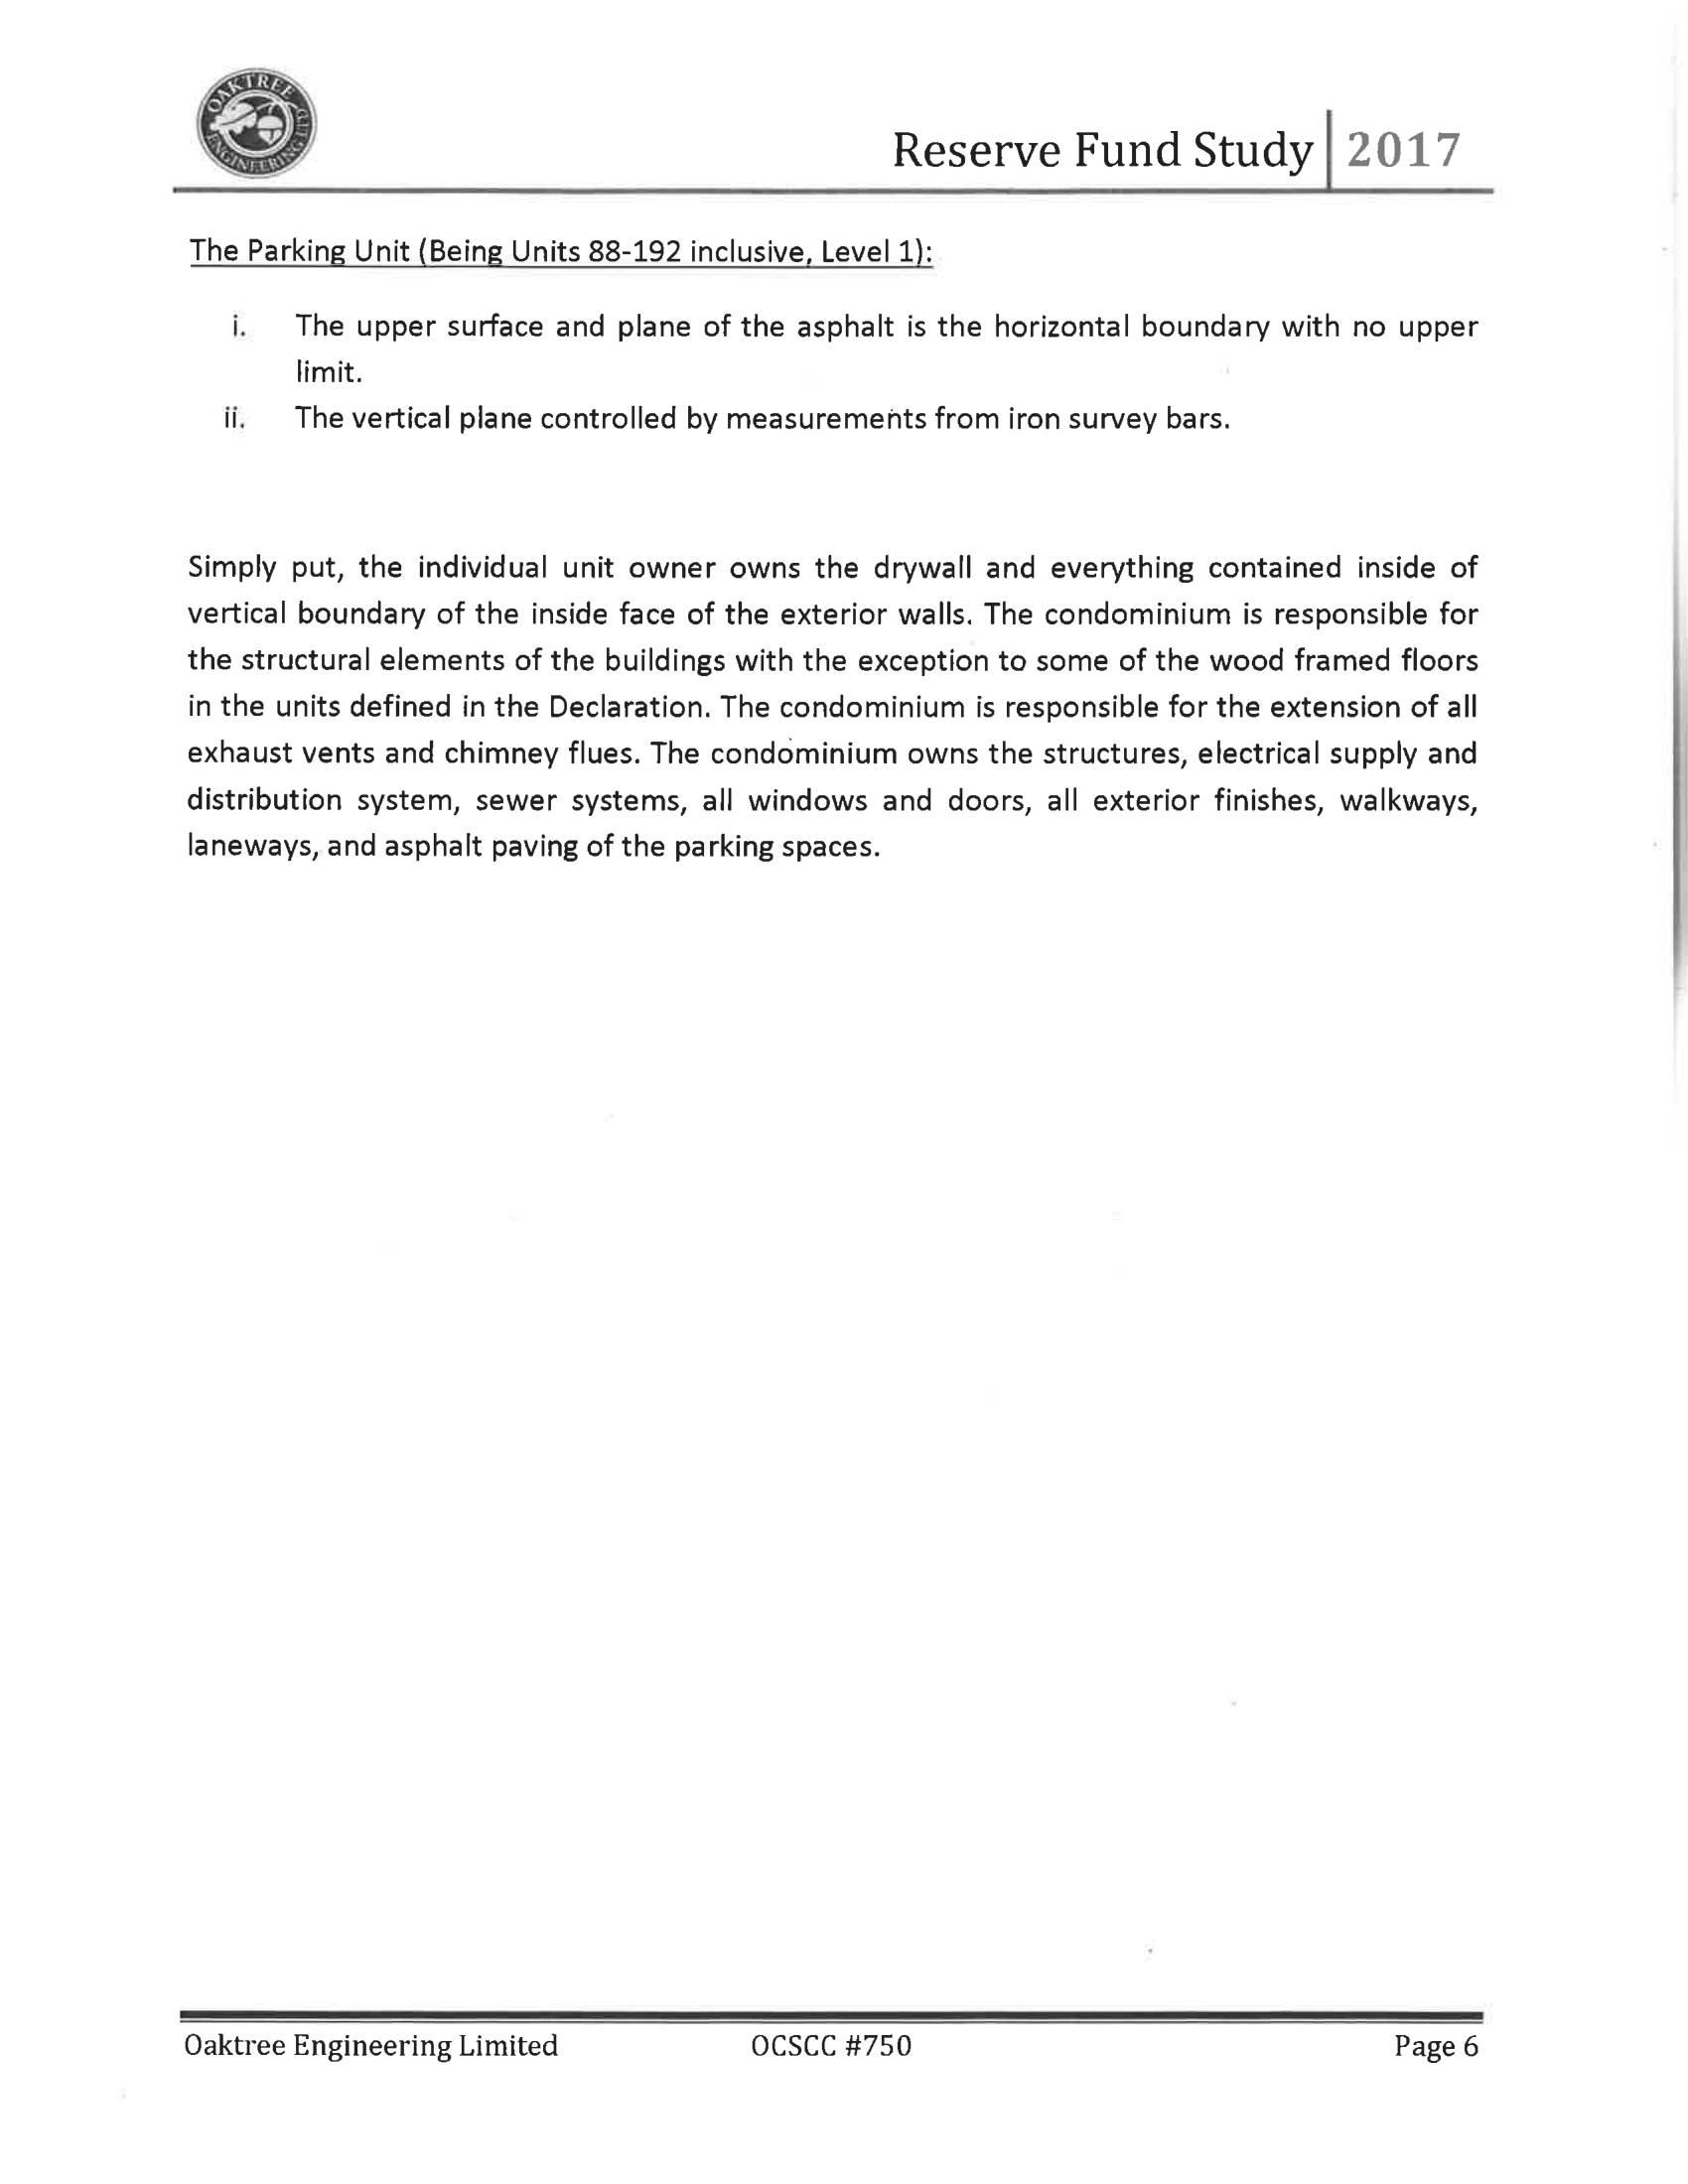 OAKTREE ENGINEERING LTD
Reserve Fund Study 2017
The Parking Unit (Being Units 88-192 inclusive, Level 1):
i. The upper surface and plane of the asphalt is the horizontal boundary with no upper
limit.
ii. The vertical plane controlled by measurements from iron survey bars.
Simply put, the individual unit owner owns the drywall and everything contained inside of
vertical boundary of the inside face of the exterior walls. The condominium is responsible for
the structural elements of the buildings with the exception to some of the wood framed floors
in the units defined in the Declaration. The condominium is responsible for the extension of all
exhaust vents and chimney flues. The condominium owns the structures, electrical supply and
distribution system, sewer systems, all windows and doors, all exterior finishes, walkways,
laneways, and asphalt paving of the parking spaces.
Oaktree Engineering Limited OCSCC #750 Page 6